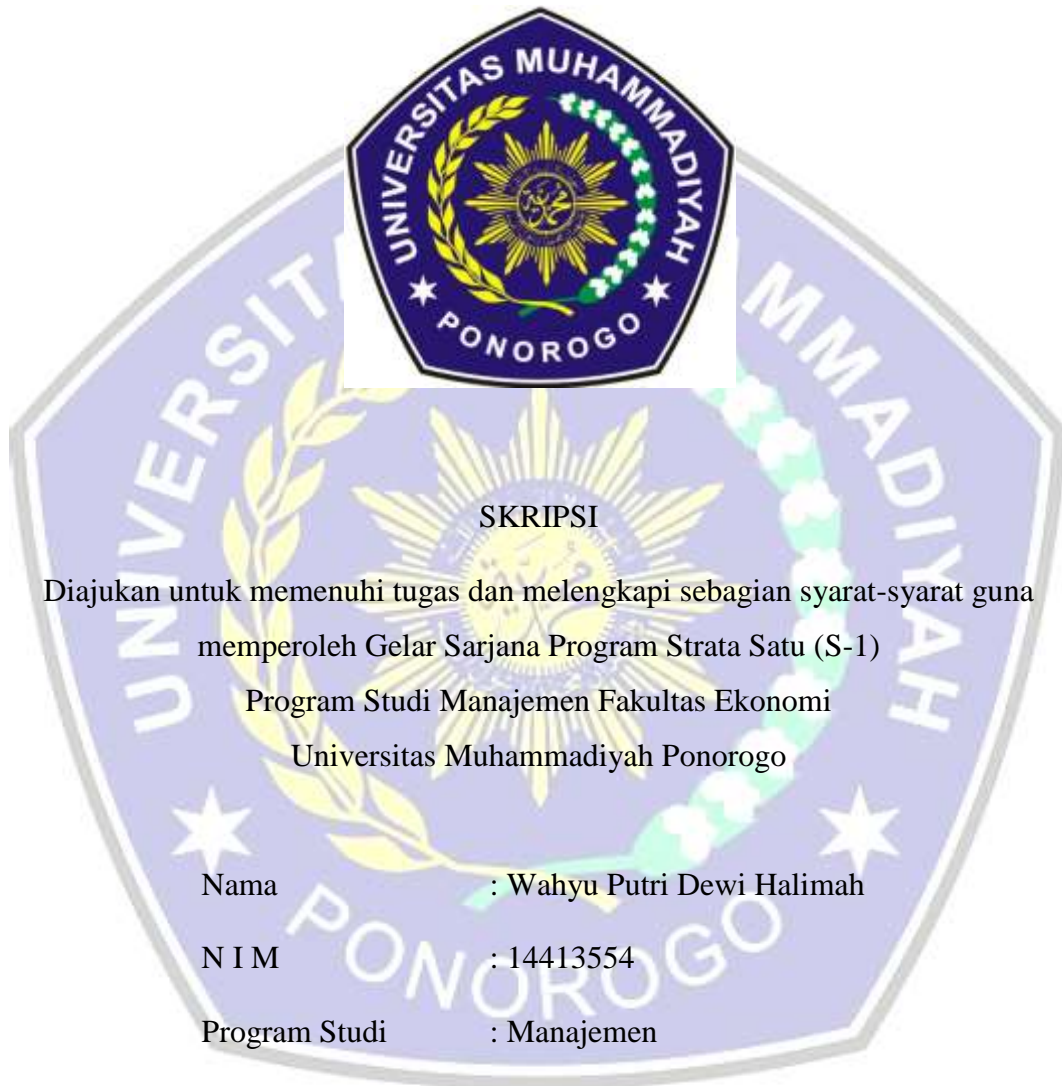 UNIVERSITAS MUHAMMADIYAH
PONOROGO
SKRIPSI
Diajukan untuk memenuhi tugas dan melengkapi sebagian syarat-syarat guna
memperoleh Gelar Sarjana Program Strata Satu (S-1)
Program Studi Manajemen Fakultas Ekonomi
Universitas Muhammadiyah Ponorogo
Nama : Wahyu Putri Dewi Halimah
N I M : 14413554
Program Studi : Manajemen